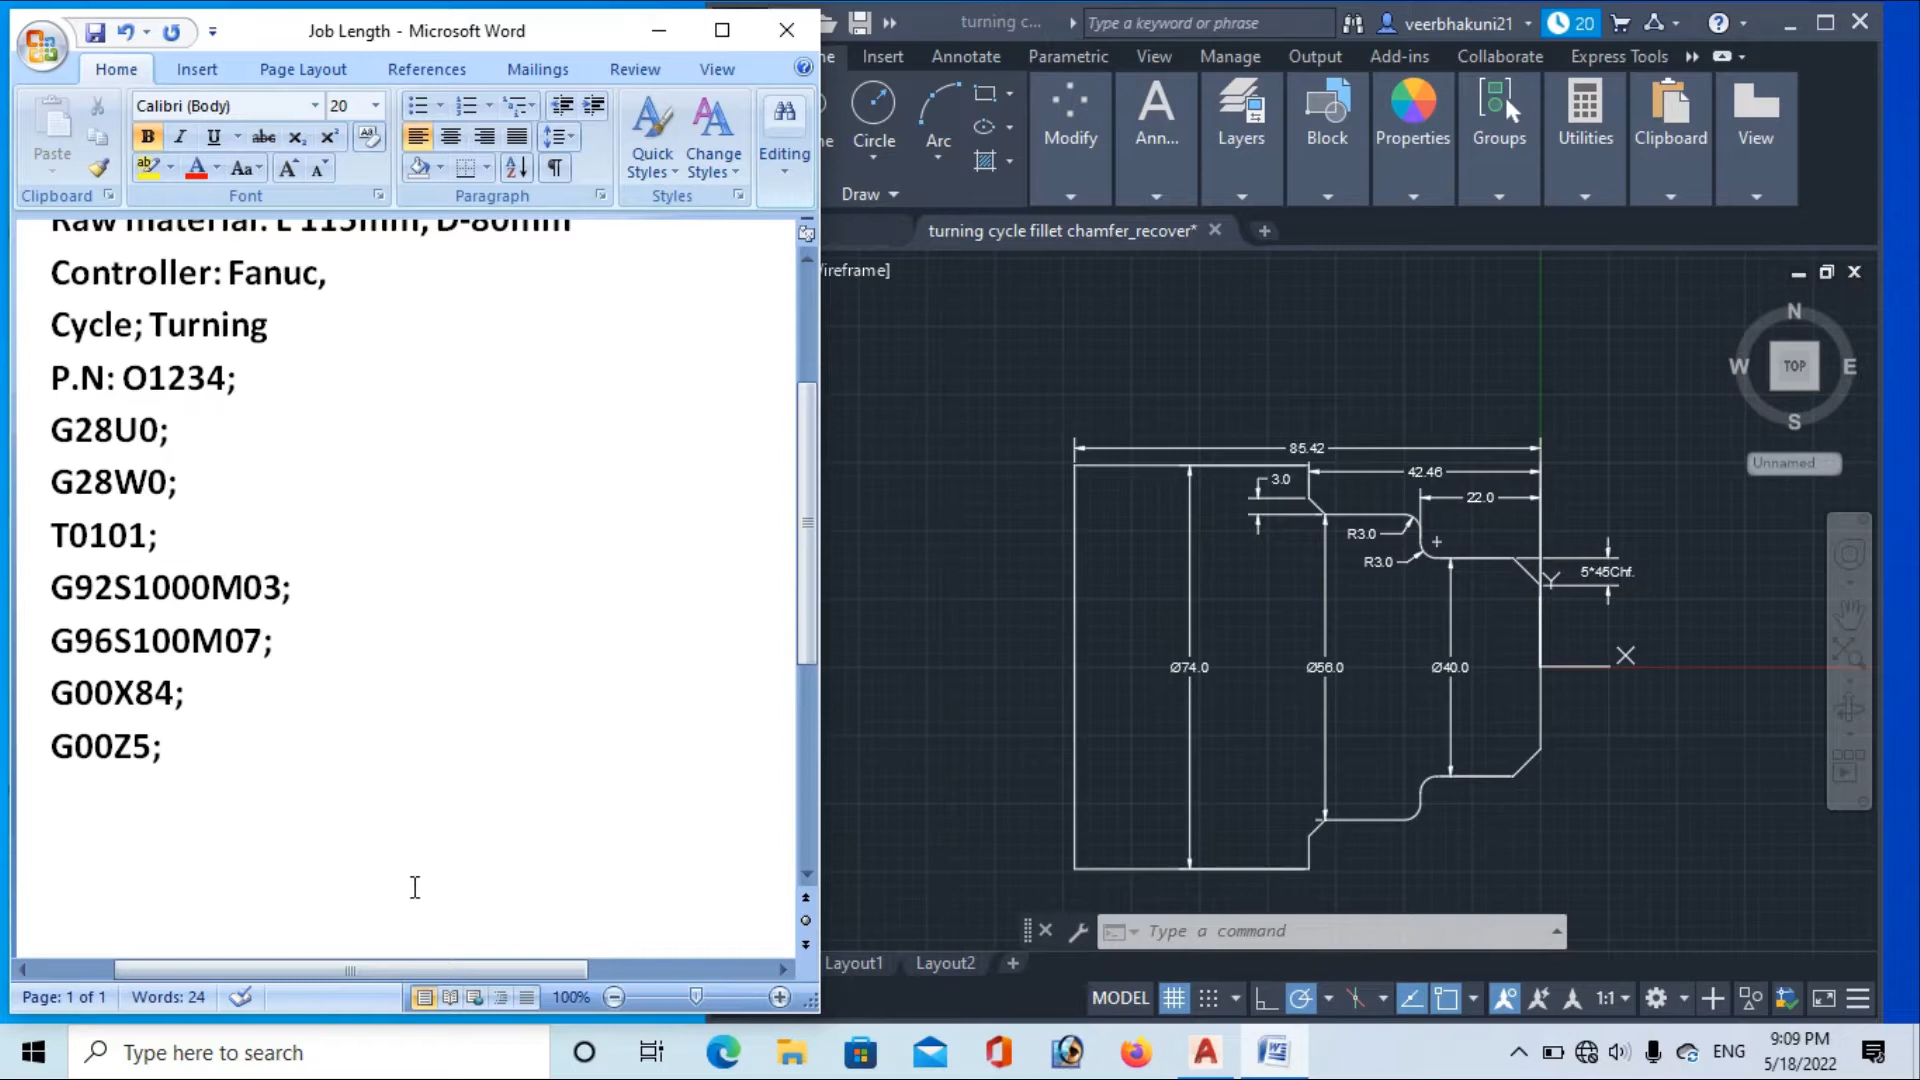 Job Length - Microsoft Word
Home Insert Page Layout References Mailings Review View
Calibri (Body) 20
Paste
Quick Styles
Change Styles
Editing
Clipboard Font Paragraph Styles
Raw material: L 115mm, D-80mm
Controller: Fanuc,
Cycle; Turning
P.N: O1234;
G28U0;
G28W0;
T0101;
G92S1000M03;
G96S100M07;
G00X84;
G00Z5;
Page: 1 of 1 Words: 24 100%
turning c... Type a keyword or phrase veerbhakuni21 20
Insert Annotate Parametric View Manage Output Add-ins Collaborate Express Tools
Circle Arc Modify Ann... Layers Block Properties Groups Utilities Clipboard View
Draw
turning cycle fillet chamfer_recover*
Wireframe]
N
W TOP E
S
Unnamed
85.42
42.46
3.0
22.0
R3.0
R3.0
5*45Chf.
Y
Ø74.0 Ø56.0 Ø40.0
X
Type a command
Layout1 Layout2
MODEL 1:1
Type here to search
ENG
9:09 PM
5/18/2022